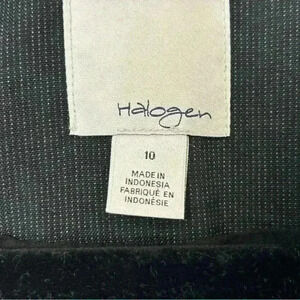 Halogen
10
MADE IN
INDONESIA
FABRIQUÉ EN
INDONÉSIE